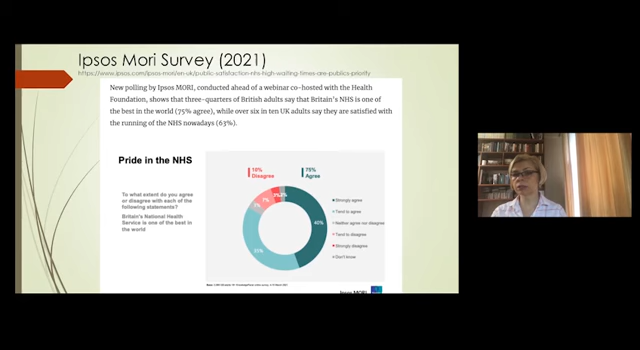 Ipsos Mori Survey (2021)
https://www.ipsos.com/ipsos-mori/en-uk/public-satisfaction-nhs-high-waiting-times-are-publics-priority
New polling by Ipsos MORI, conducted ahead of a webinar co-hosted with the Health
Foundation, shows that three-quarters of British adults say that Britain's NHS is one of
the best in the world (75% agree), while over six in ten UK adults say they are satisfied with
the running of the NHS nowadays (63%).
Pride in the NHS
10%
Disagree
75%
Agree
To what extent do you agree
or disagree with each of the
following statements?
Britain's National Health
Service is one of the best in
the world
7%
Strongly agree
Tend to agree
Neither agree nor disagree
Tend to disagree
Strongly disagree
Don't know
Ipsos MORI